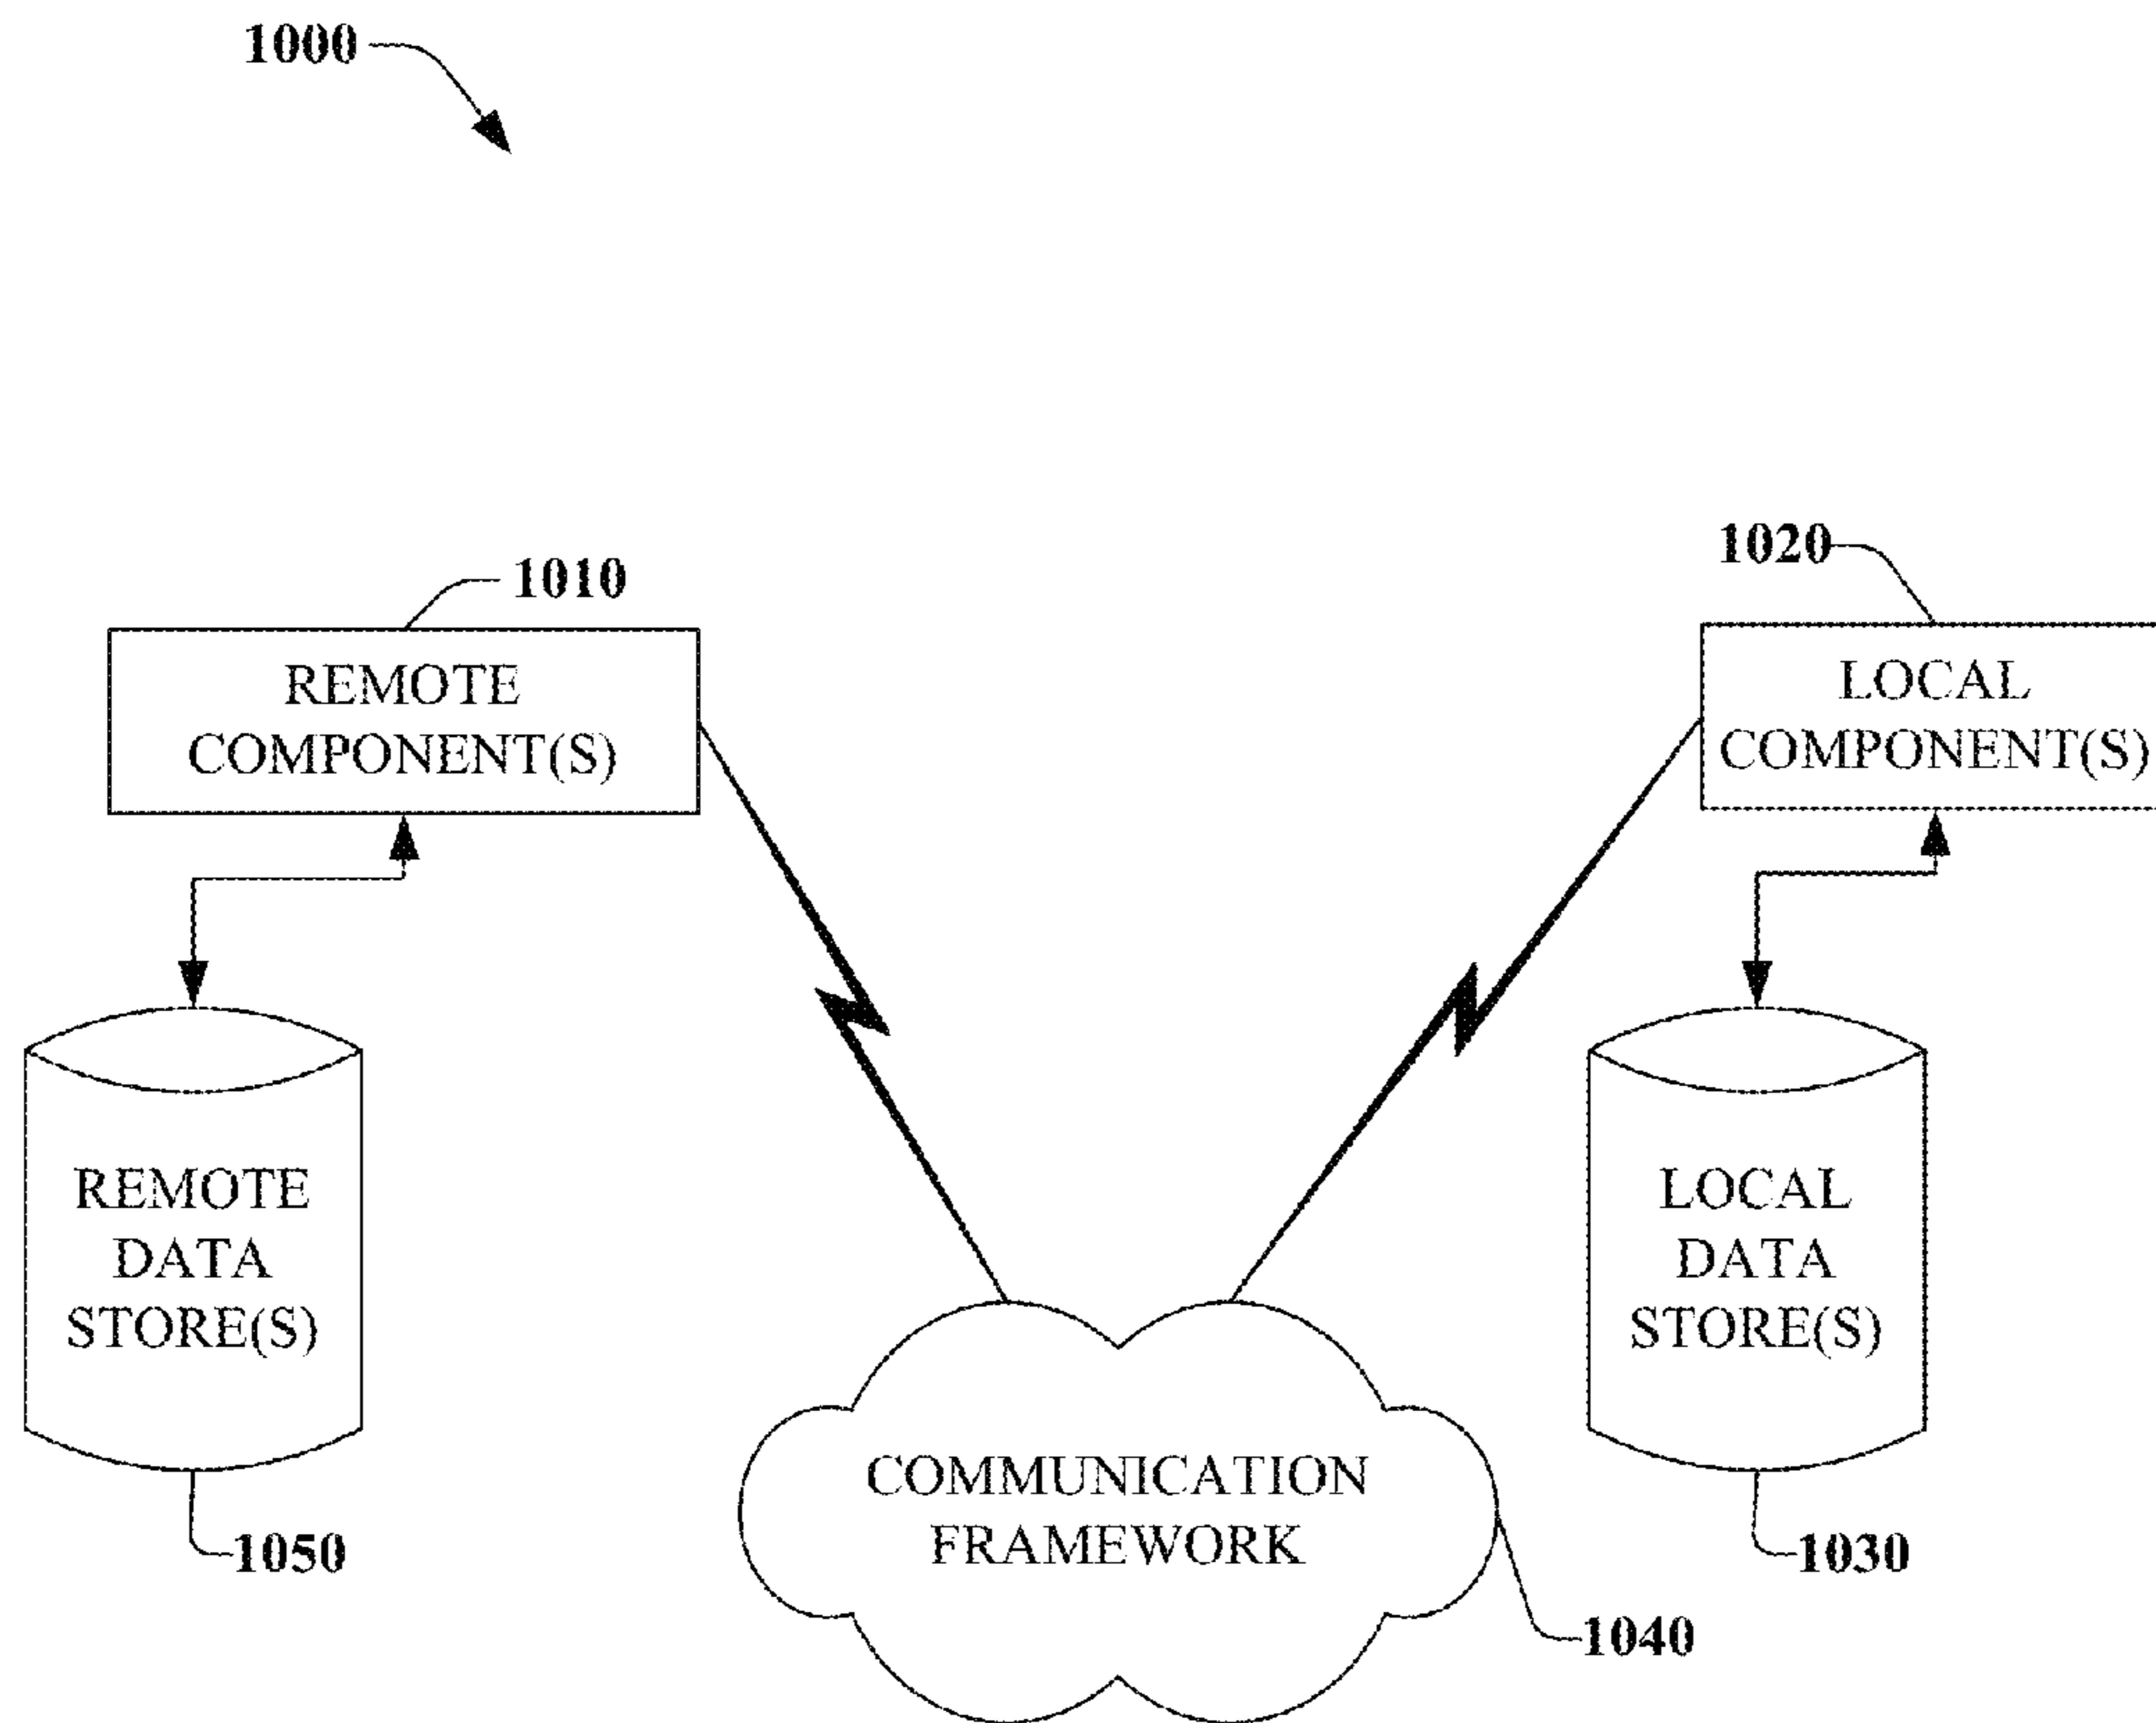 1000
1010
1020
REMOTE
COMPONENT(S)
LOCAL
COMPONENT(S)
REMOTE
DATA
STORE(S)
LOCAL
DATA
STORE(S)
COMMUNICATION
FRAMEWORK
1050
1030
1040